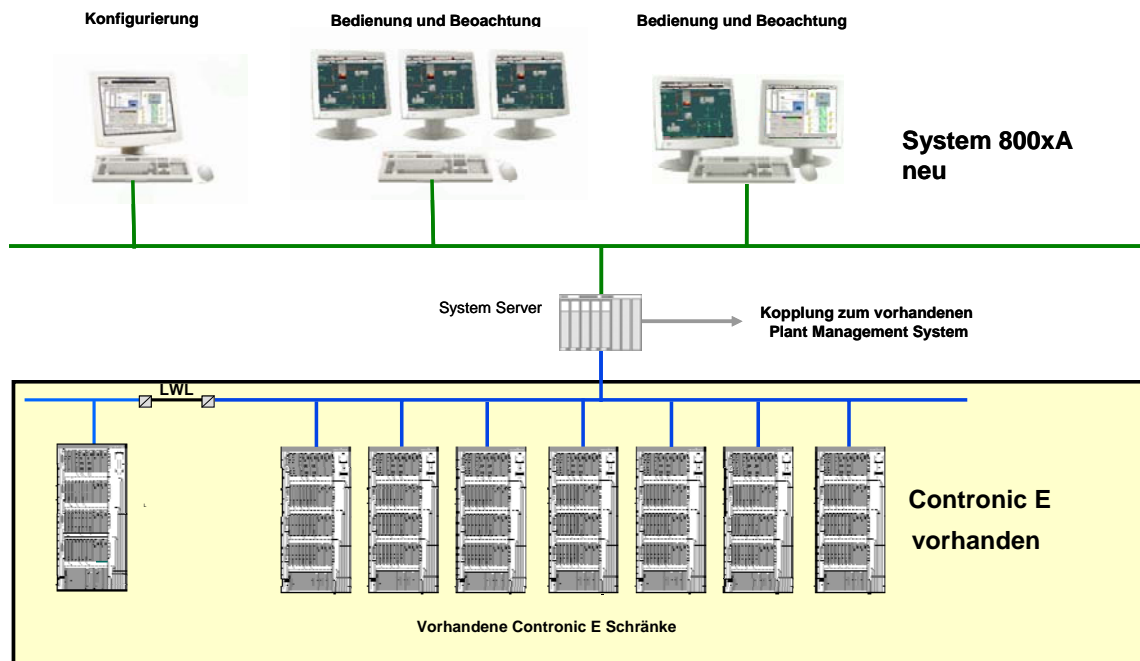 Konfigurierung
Bedienung und Beoachtung
Bedienung und Beoachtung
System 800xA
neu
System Server
Kopplung zum vorhandenen
Plant Management System
LWL
Contronic E
vorhanden
Vorhandene Contronic E Schränke